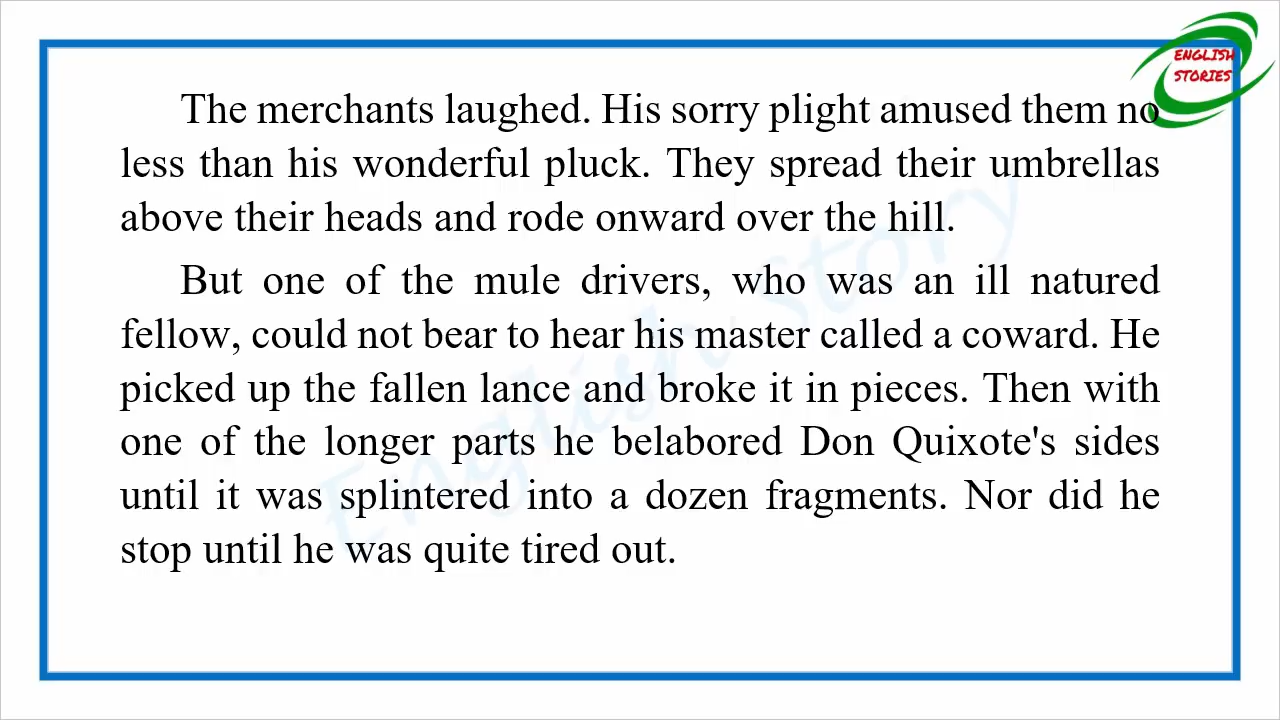 ENGLISH
STORIES
The merchants laughed. His sorry plight amused them no
less than his wonderful pluck. They spread their umbrellas
above their heads and rode onward over the hill.
But one of the mule drivers, who was an ill natured
fellow, could not bear to hear his master called a coward. He
picked up the fallen lance and broke it in pieces. Then with
one of the longer parts he belabored Don Quixote's sides
until it was splintered into a dozen fragments. Nor did he
stop until he was quite tired out.
English Story